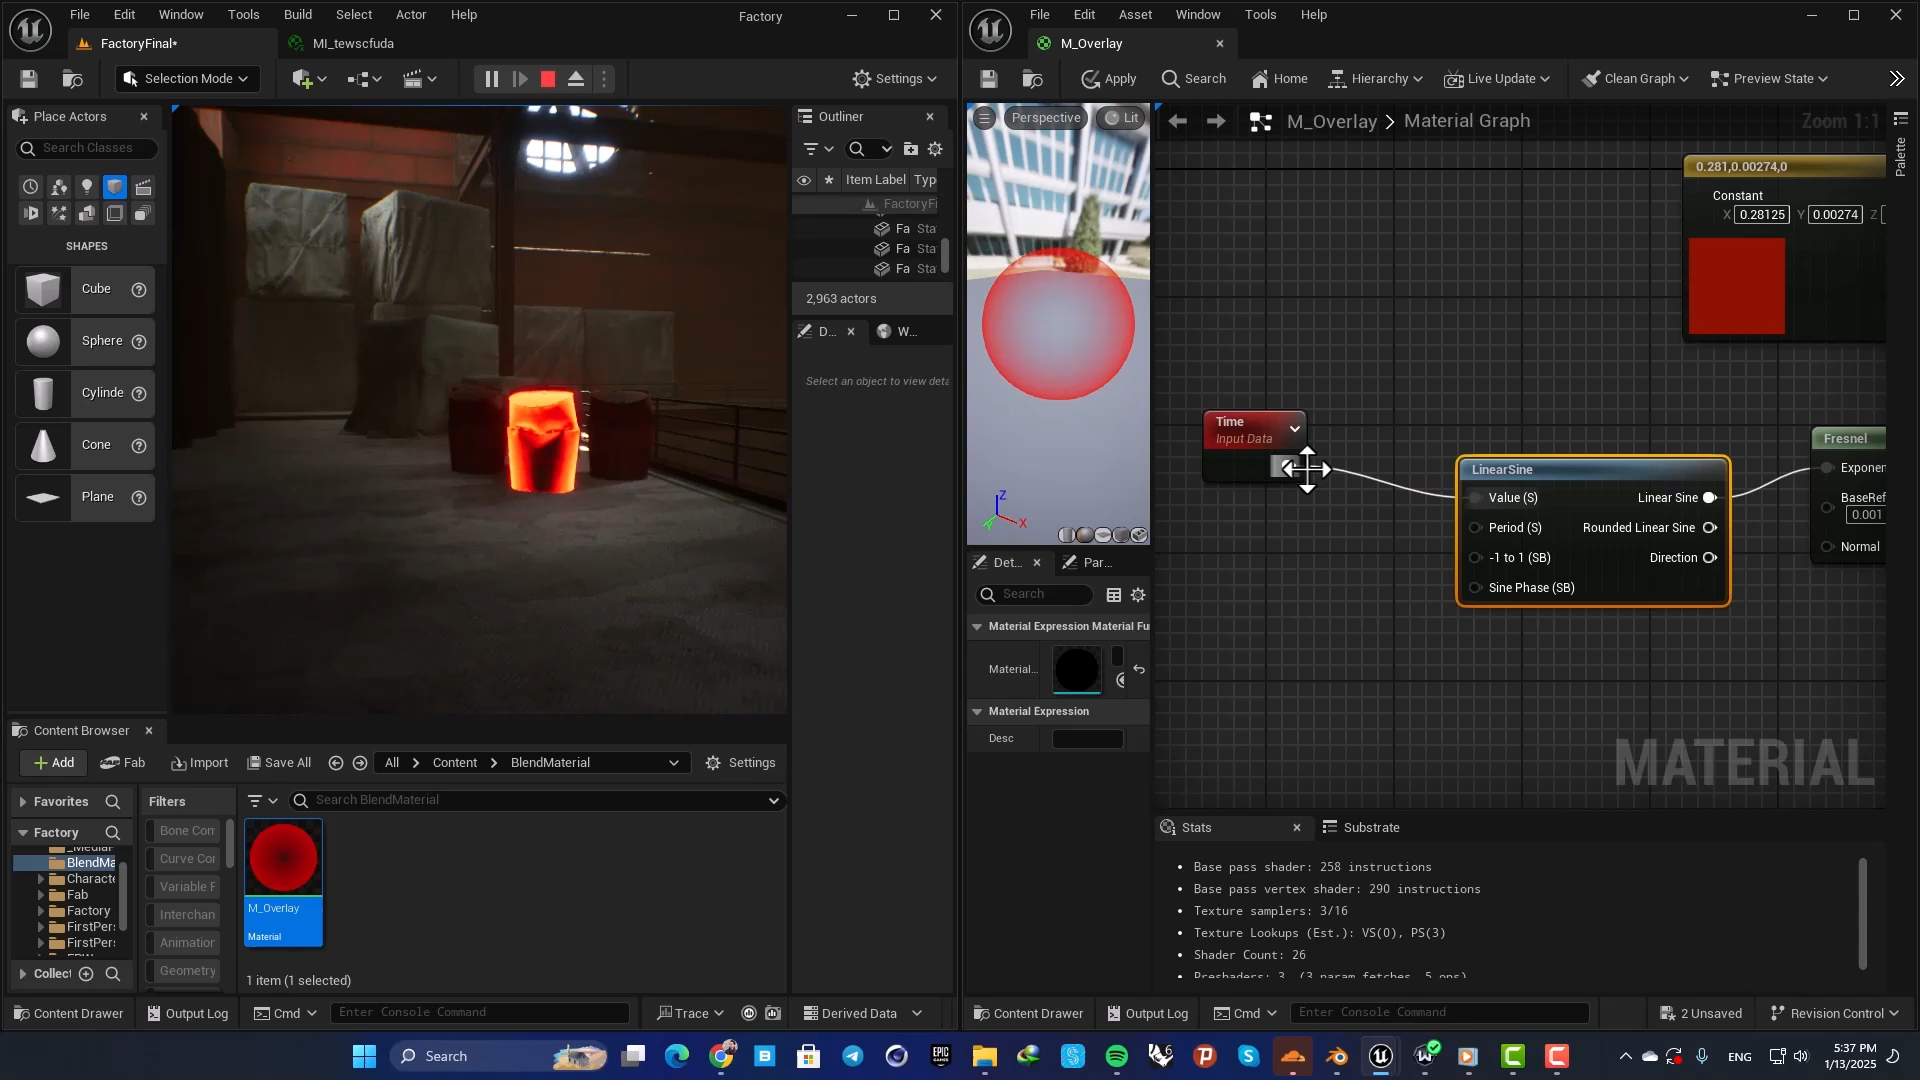 File Edit Window Tools Build Select Actor Help
Factory
FactoryFinal*
MI_tewscfuda
Selection Mode
Settings
Place Actors
Search Classes
SHAPES
Cube
Sphere
Cylinde
Cone
Plane
Outliner
Item Label Typ
FactoryFi
Fa Sta
Fa Sta
Fa Sta
2,963 actors
D...
W...
Select an object to view deta
Content Browser
Add
Fab
Import
Save All
All
Content
BlendMaterial
Settings
Favorites
Filters
Search BlendMaterial
Factory
BlendMa
Characte
Fab
Factory
FirstPer
FirstPer
Collect
Bone Com
Curve Cor
Variable F
Interchan
Animation
Geometry
M_Overlay
Material
1 item (1 selected)
Content Drawer
Output Log
Cmd
Enter Console Command
Trace
Derived Data
File Edit Asset Window Tools Help
M_Overlay
Apply
Search
Home
Hierarchy
Live Update
Clean Graph
Preview State
Perspective
Lit
M_Overlay > Material Graph
Zoom 1:1
Palette
0.281,0.00274,0
Constant
X 0.28125 Y 0.00274 Z
Time
Input Data
LinearSine
Value (S)
Linear Sine
Period (S)
Rounded Linear Sine
-1 to 1 (SB)
Direction
Sine Phase (SB)
Fresnel
Exponen
BaseRef
0.001
Normal
MATERIAL
Z
X
Det...
Par...
Search
Material Expression Material Fu
Material...
Material Expression
Desc
Stats
Substrate
Base pass shader: 258 instructions
Base pass vertex shader: 290 instructions
Texture samplers: 3/16
Texture Lookups (Est.): VS(0), PS(3)
Shader Count: 26
Preshaders: 3 (3 param fetches, 5 ops)
Content Drawer
Output Log
Cmd
Enter Console Command
2 Unsaved
Revision Control
Search
EPIC
ENG
5:37 PM
1/13/2025